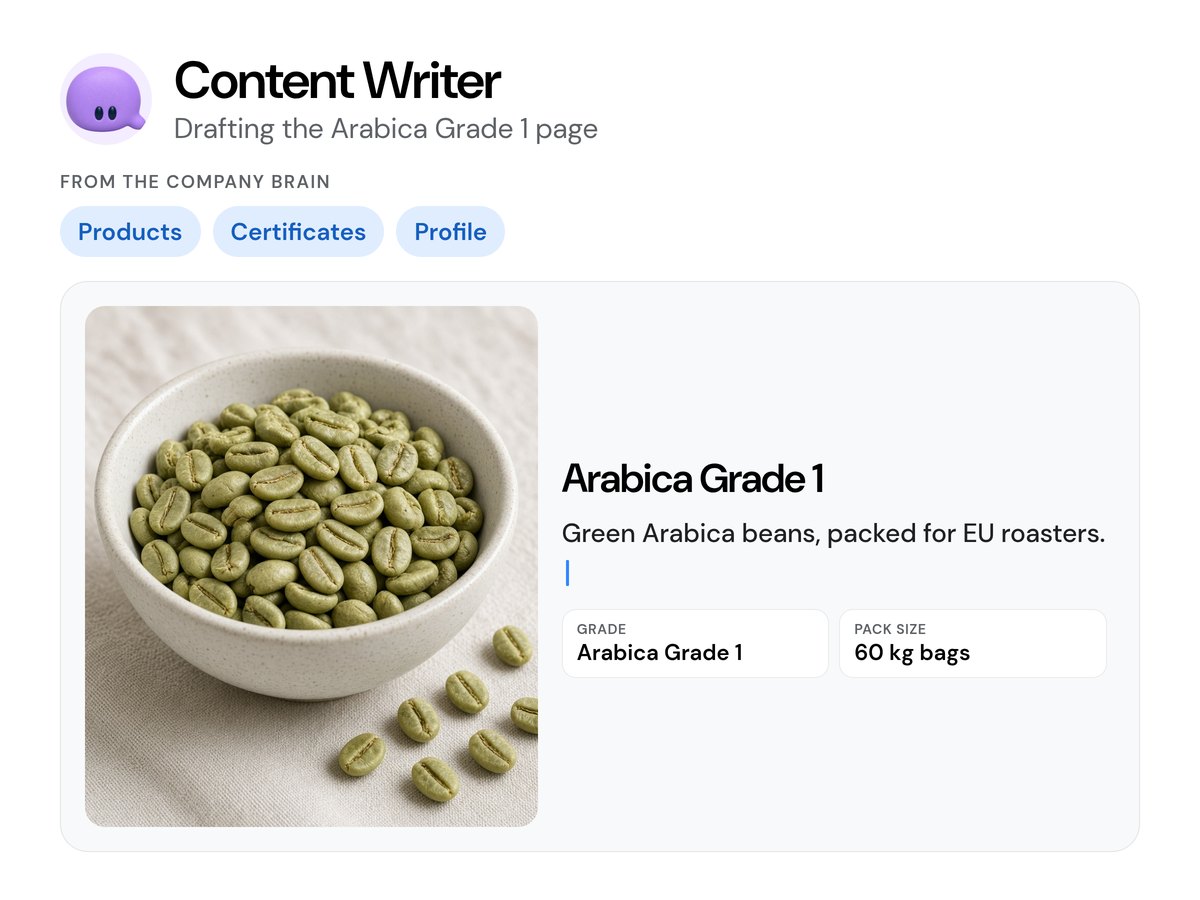 Content Writer
Drafting the Arabica Grade 1 page
FROM THE COMPANY BRAIN
Products
Certificates
Profile
Arabica Grade 1
Green Arabica beans, packed for EU roasters.
GRADE
Arabica Grade 1
PACK SIZE
60 kg bags